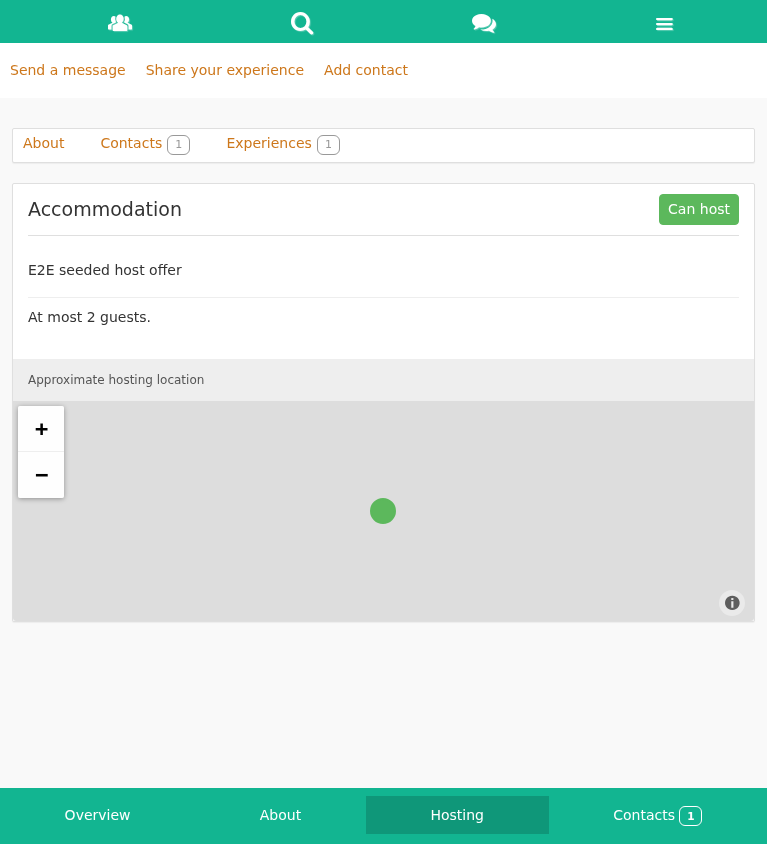 Send a message Share your experience Add contact
About Contacts 1 Experiences 1
Accommodation Can host
E2E seeded host offer
At most 2 guests.
Approximate hosting location
+
−
Overview About Hosting Contacts 1